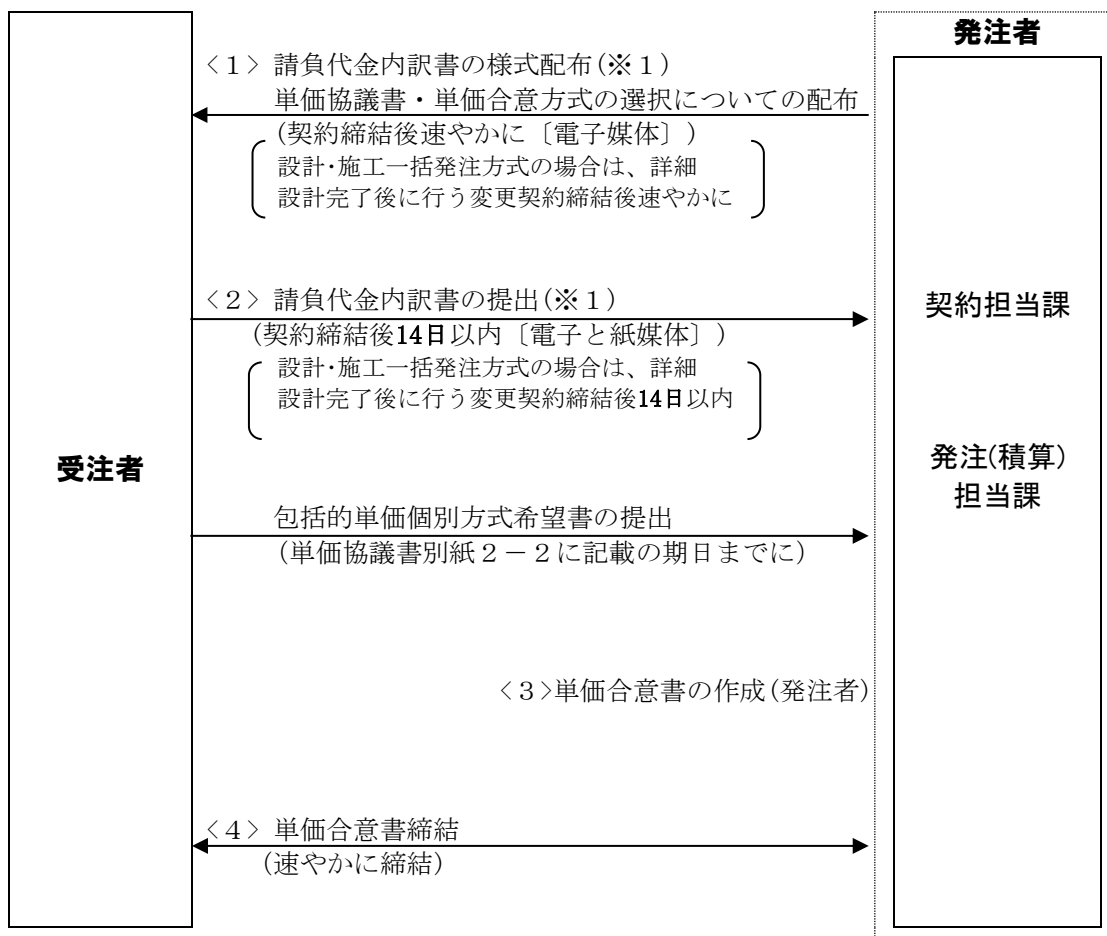 発注者
<1> 請負代金内訳書の様式配布(※1)
単価協議書・単価合意方式の選択についての配布
(契約締結後速やかに〔電子媒体〕)
設計・施工一括発注方式の場合は、詳細
設計完了後に行う変更契約締結後速やかに
<2> 請負代金内訳書の提出(※1)
(契約締結後14日以内〔電子と紙媒体〕)
設計・施工一括発注方式の場合は、詳細
設計完了後に行う変更契約締結後14日以内
契約担当課
受注者
発注(積算)
担当課
包括的単価個別方式希望書の提出
(単価協議書別紙2-2に記載の期日までに)
<3>単価合意書の作成(発注者)
<4> 単価合意書締結
(速やかに締結)